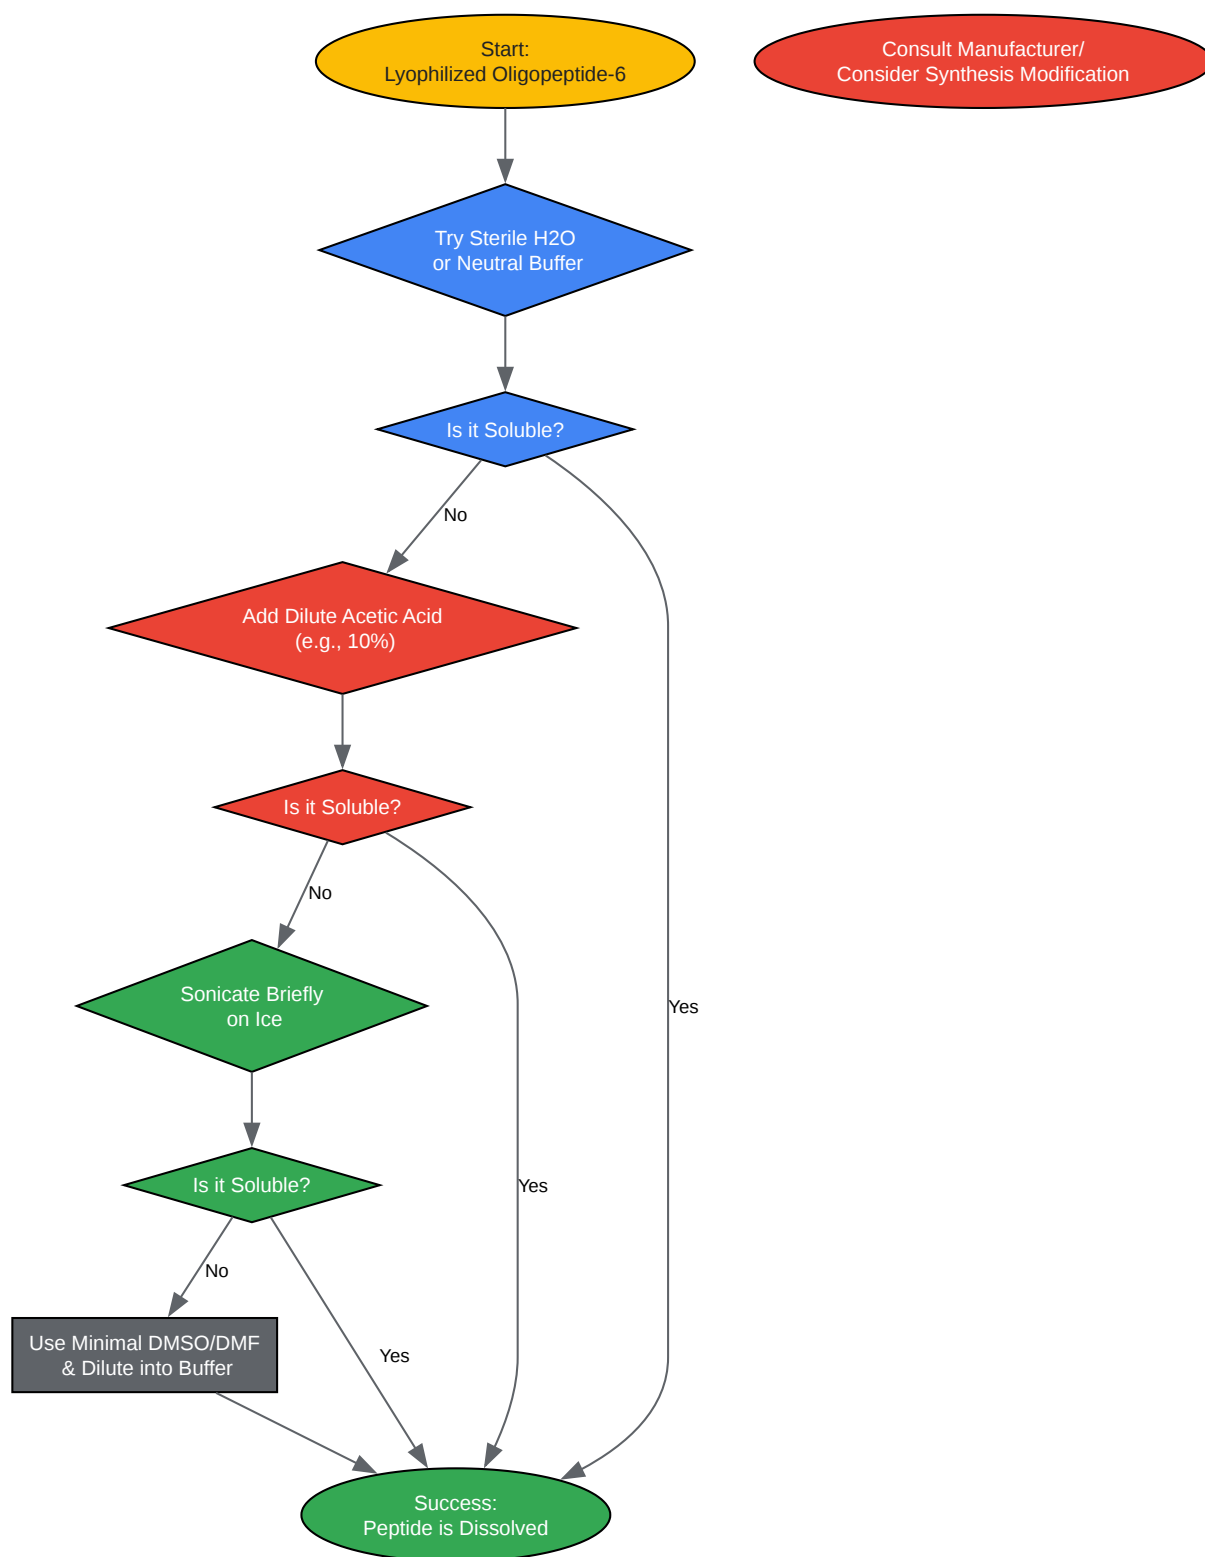 Start:
Lyophilized Oligopeptide-6
Consult Manufacturer/
Consider Synthesis Modification
Try Sterile H2O
or Neutral Buffer
Is it Soluble?
No
Add Dilute Acetic Acid
(e.g., 10%)
Is it Soluble?
No
Sonicate Briefly
on Ice
Yes
Is it Soluble?
Yes
No
Use Minimal DMSO/DMF
& Dilute into Buffer
Yes
Success:
Peptide is Dissolved